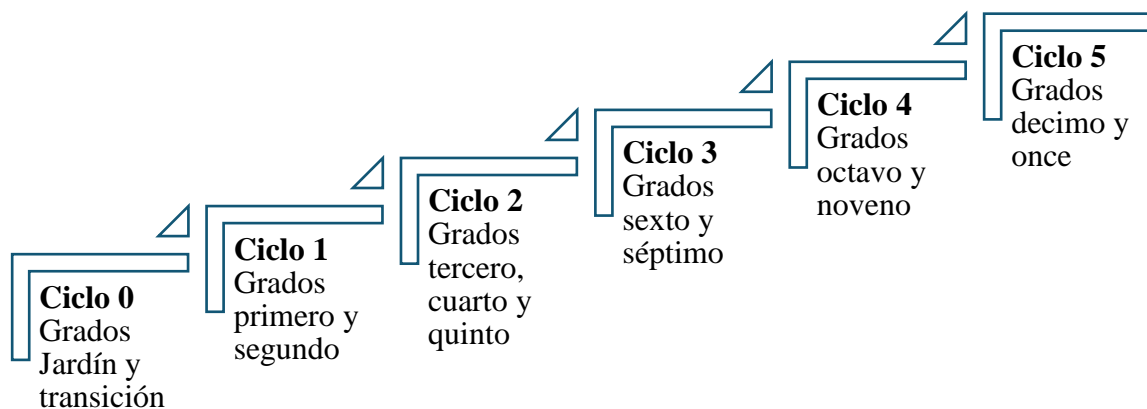 Ciclo 0
Grados
Jardín y
transición
Ciclo 1
Grados
primero y
segundo
Ciclo 2
Grados
tercero,
cuarto y
quinto
Ciclo 3
Grados
sexto y
séptimo
Ciclo 4
Grados
octavo y
noveno
Ciclo 5
Grados
decimo y
once